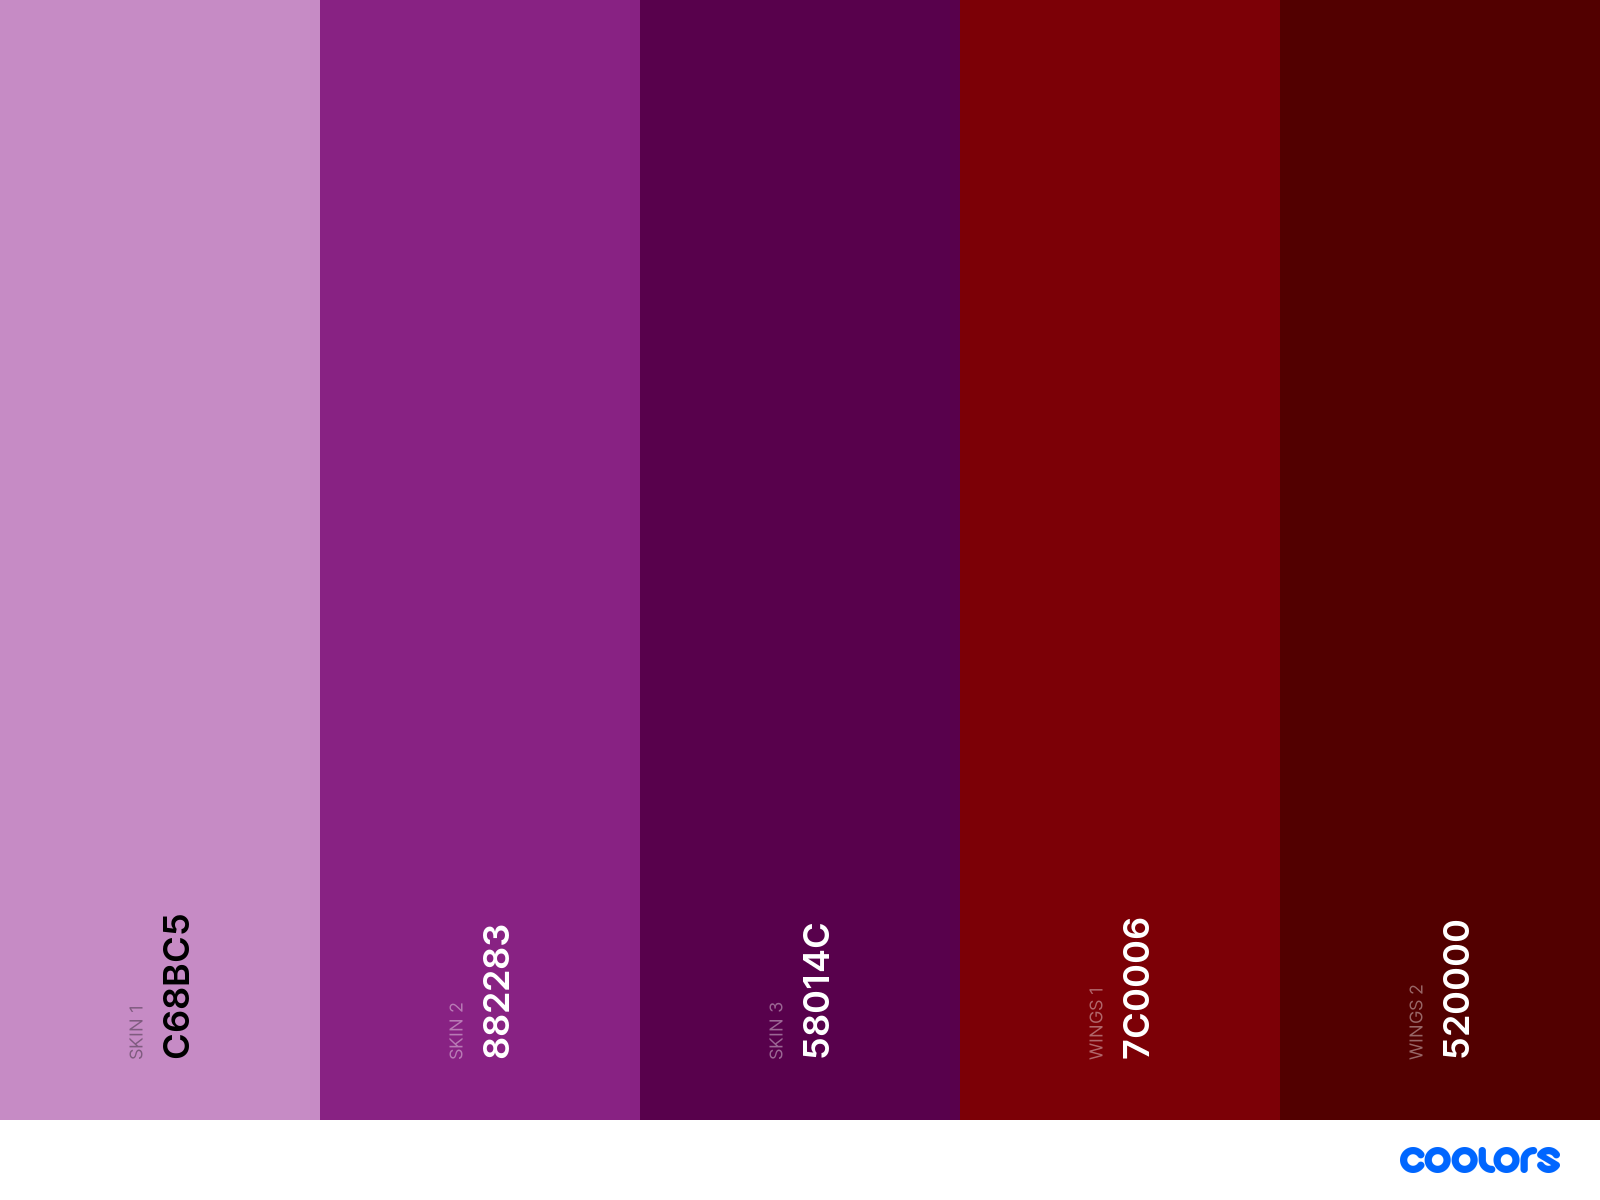 SKIN 1
C68BC5
SKIN 2
882283
SKIN 3
58014C
WINGS 1
7C0006
WINGS 2
520000
coolors